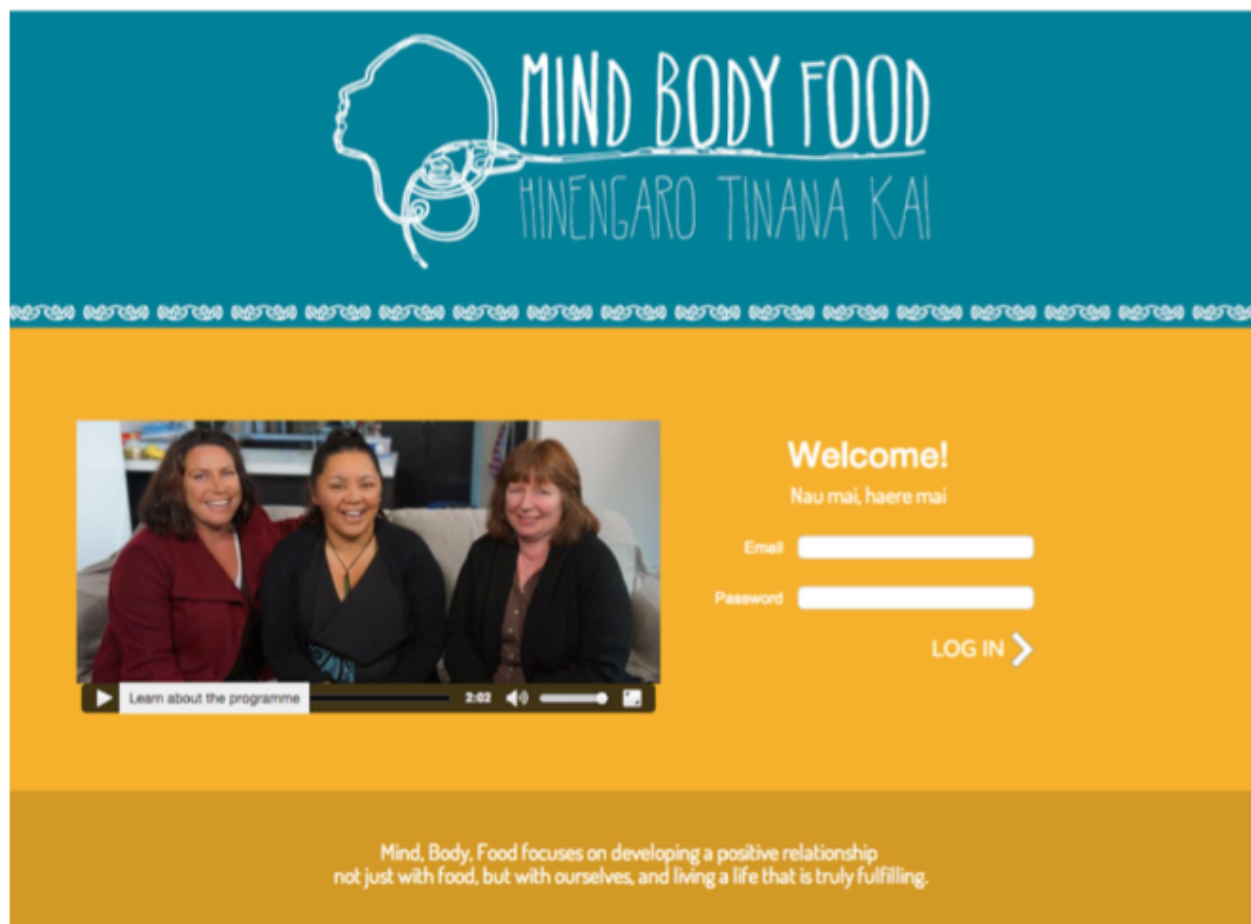 MIND BODY FOOD
HINENGARO TINANA KAI
Learn about the programme
2:02
Welcome!
Nau mai, haere mai
Email
Password
LOG IN
Mind, Body, Food focuses on developing a positive relationship
not just with food, but with ourselves, and living a life that is truly fulfilling.